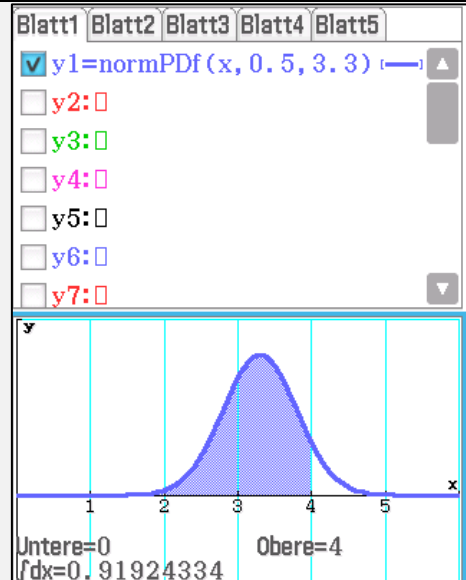 Blatt1 Blatt2 Blatt3 Blatt4 Blatt5
y1=normPDf(x,0.5,3.3)
y2:▯
y3:▯
y4:▯
y5:▯
y6:▯
y7:▯
y
x
1 2 3 4 5
Untere=0 Obere=4
∫dx=0.91924334